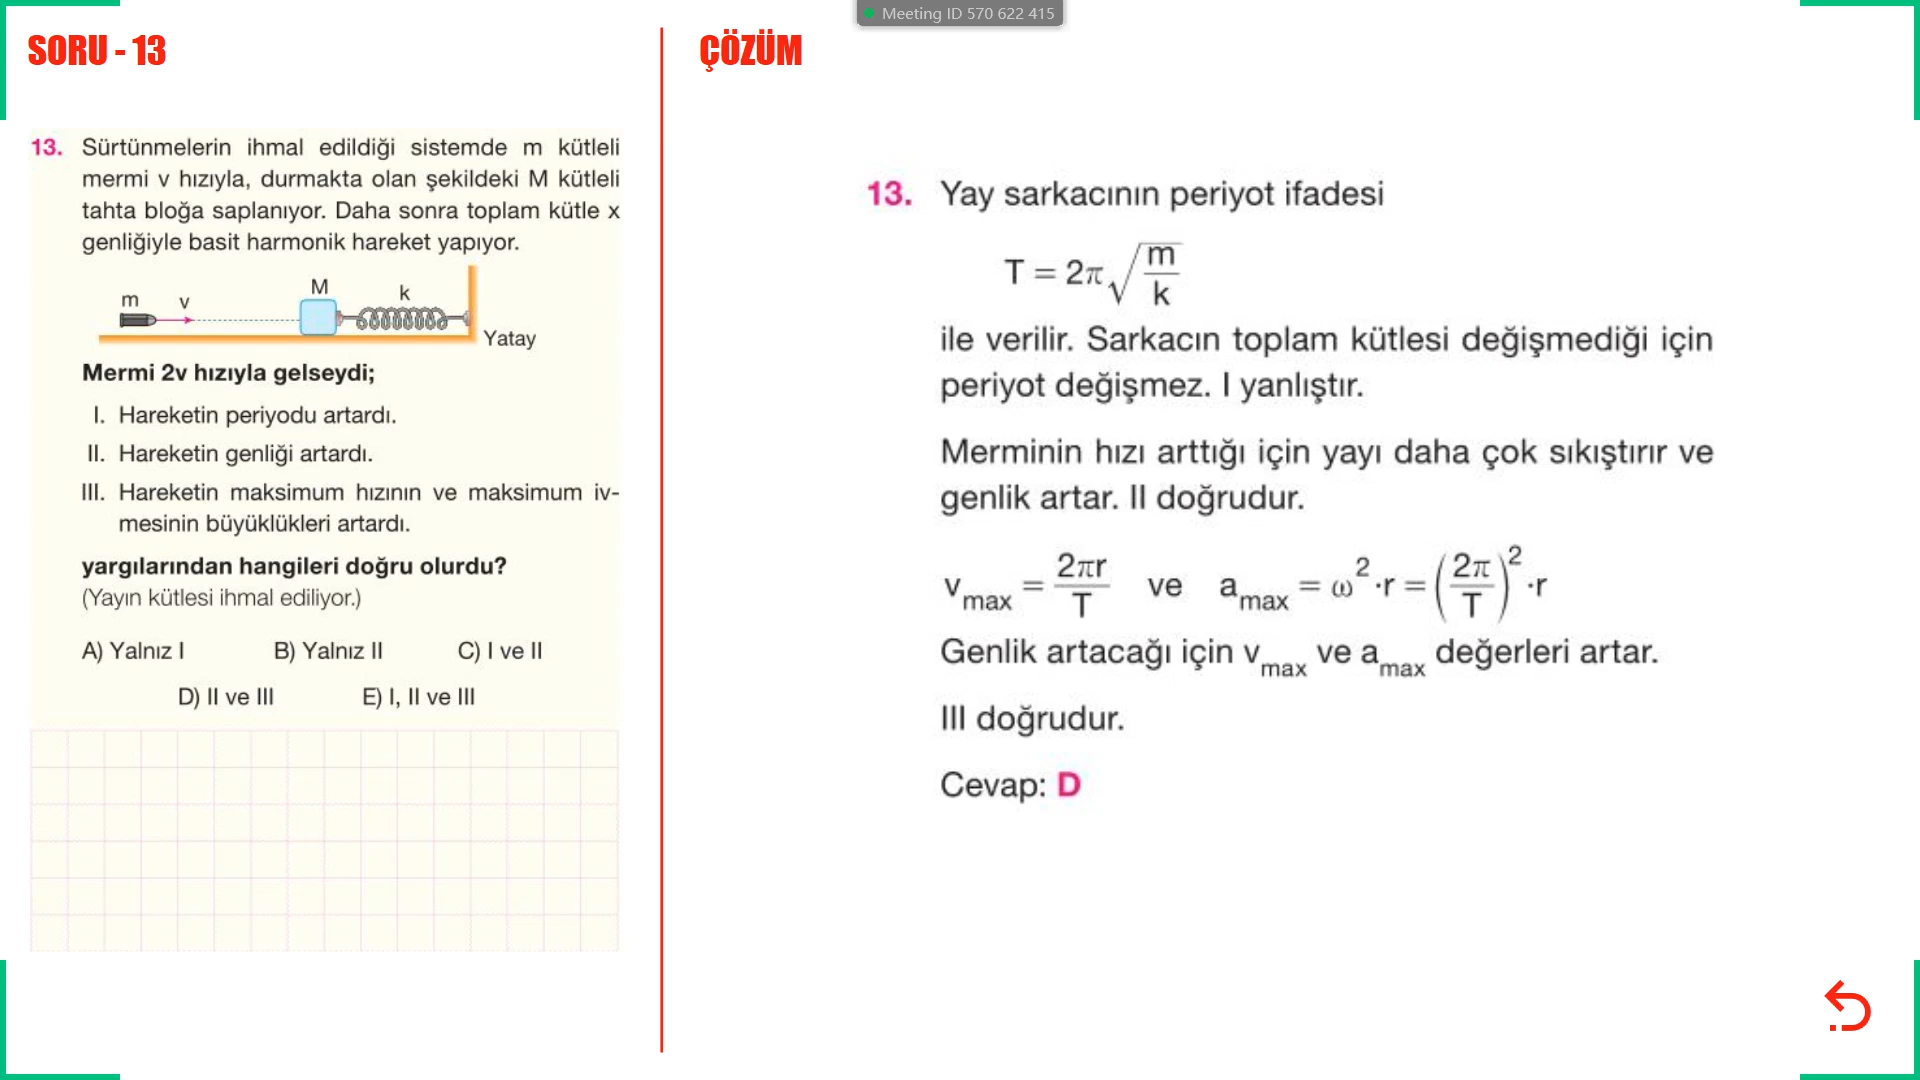 Meeting ID 570 622 415
SORU - 13
13. Sürtünmelerin ihmal edildiği sistemde m kütleli
mermi v hızıyla, durmakta olan şekildeki M kütleli
tahta bloğa saplanıyor. Daha sonra toplam kütle x
genliğiyle basit harmonik hareket yapıyor.
m v M k
Yatay
Mermi 2v hızıyla gelseydi;
I. Hareketin periyodu artardı.
II. Hareketin genliği artardı.
III. Hareketin maksimum hızının ve maksimum iv-
mesinin büyüklükleri artardı.
yargılarından hangileri doğru olurdu?
(Yayın kütlesi ihmal ediliyor.)
A) Yalnız I B) Yalnız II C) I ve II
D) II ve III E) I, II ve III
ÇÖZÜM
13. Yay sarkacının periyot ifadesi
T = 2π√(m/k)
ile verilir. Sarkacın toplam kütlesi değişmediği için
periyot değişmez. I yanlıştır.
Merminin hızı arttığı için yayı daha çok sıkıştırır ve
genlik artar. II doğrudur.
v_max = 2πr/T ve a_max = ω²·r = (2π/T)²·r
Genlik artacağı için v_max ve a_max değerleri artar.
III doğrudur.
Cevap: D